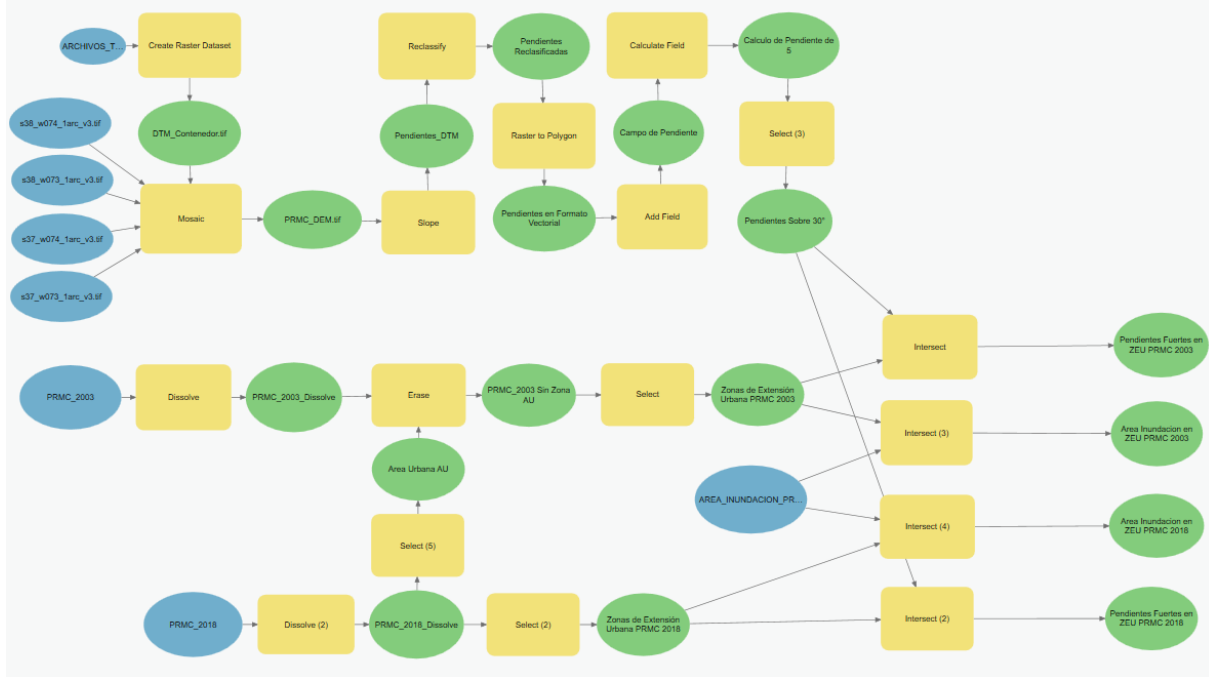 ARCHIVOS_T...
Create Raster Dataset
Reclassify
Pendientes
Reclasificadas
Calculate Field
Calculo de Pendiente de
5
s38_w074_1arc_v3.tif
DTM_Contenedor.tif
Pendientes_DTM
Raster to Polygon
Campo de Pendiente
Select (3)
s38_w073_1arc_v3.tif
s37_w074_1arc_v3.tif
s37_w073_1arc_v3.tif
Mosaic
PRMC_DEM.tif
Slope
Pendientes en Formato
Vectorial
Add Field
Pendientes Sobre 30°
Intersect
Pendientes Fuertes en
ZEU PRMC 2003
PRMC_2003
Dissolve
PRMC_2003_Dissolve
Erase
PRMC_2003 Sin Zona
AU
Select
Zonas de Extensión
Urbana PRMC 2003
Intersect (3)
Area Inundacion en
ZEU PRMC 2003
Area Urbana AU
AREA_INUNDACION_PR...
Select (5)
Intersect (4)
Area Inundacion en
ZEU PRMC 2018
PRMC_2018
Dissolve (2)
PRMC_2018_Dissolve
Select (2)
Zonas de Extensión
Urbana PRMC 2018
Intersect (2)
Pendientes Fuertes en
ZEU PRMC 2018